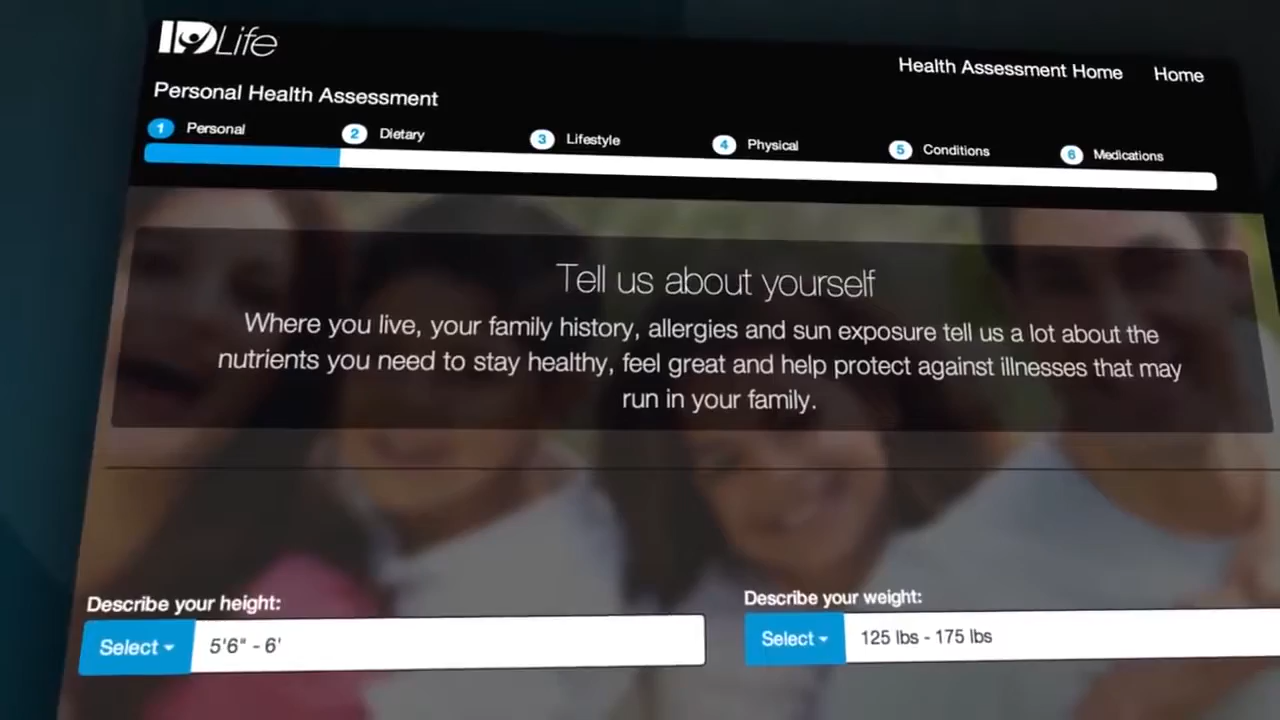 IDLife
Health Assessment Home Home
Personal Health Assessment
1 Personal 2 Dietary 3 Lifestyle 4 Physical 5 Conditions 6 Medications
Tell us about yourself
Where you live, your family history, allergies and sun exposure tell us a lot about the
nutrients you need to stay healthy, feel great and help protect against illnesses that may
run in your family.
Describe your height: Describe your weight:
Select 5'6" - 6' Select 125 lbs - 175 lbs